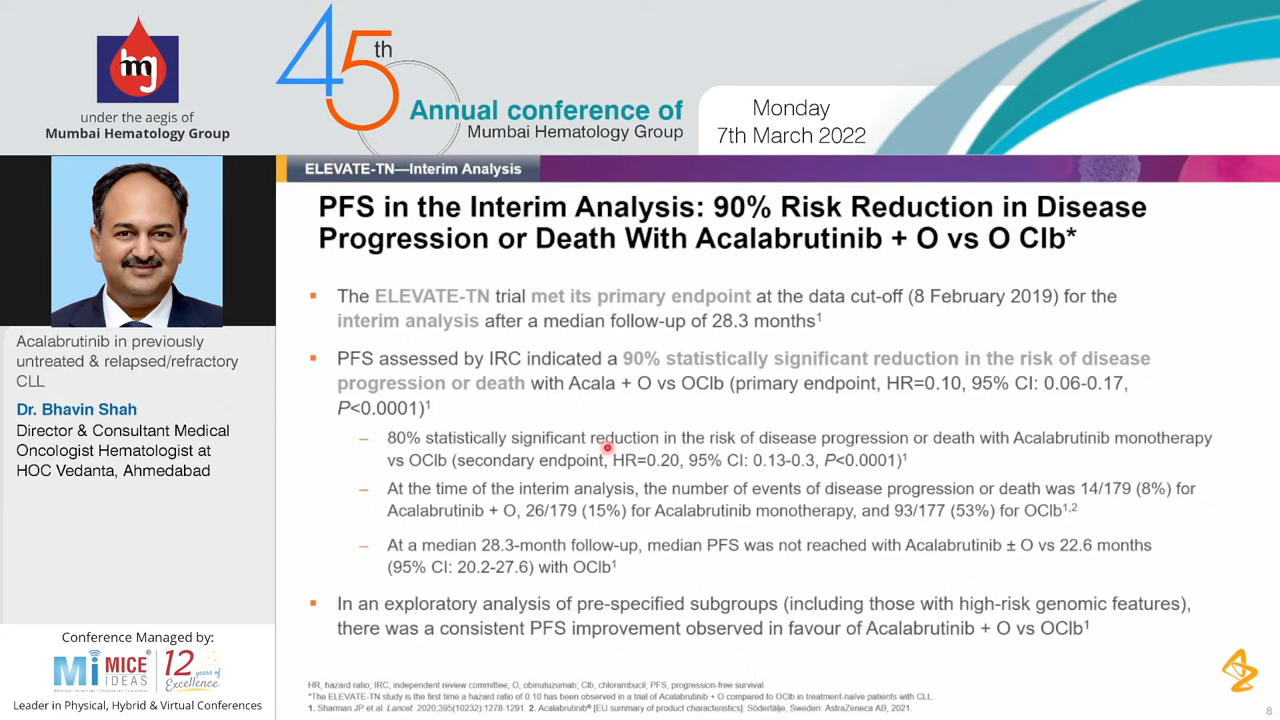 hg
under the aegis of
Mumbai Hematology Group
45th
Annual conference of
Mumbai Hematology Group
Monday
7th March 2022
Acalabrutinib in previously
untreated & relapsed/refractory
CLL
Dr. Bhavin Shah
Director & Consultant Medical
Oncologist Hematologist at
HOC Vedanta, Ahmedabad
Conference Managed by:
Mi MICE IDEAS®
12 years of Excellence
Leader in Physical, Hybrid & Virtual Conferences
ELEVATE-TN—Interim Analysis
PFS in the Interim Analysis: 90% Risk Reduction in Disease
Progression or Death With Acalabrutinib + O vs O Clb*
▪ The ELEVATE-TN trial met its primary endpoint at the data cut-off (8 February 2019) for the
interim analysis after a median follow-up of 28.3 months¹
▪ PFS assessed by IRC indicated a 90% statistically significant reduction in the risk of disease
progression or death with Acala + O vs OClb (primary endpoint, HR=0.10, 95% CI: 0.06-0.17,
P<0.0001)¹
– 80% statistically significant reduction in the risk of disease progression or death with Acalabrutinib monotherapy
vs OClb (secondary endpoint, HR=0.20, 95% CI: 0.13-0.3, P<0.0001)¹
– At the time of the interim analysis, the number of events of disease progression or death was 14/179 (8%) for
Acalabrutinib + O, 26/179 (15%) for Acalabrutinib monotherapy, and 93/177 (53%) for OClb¹,²
– At a median 28.3-month follow-up, median PFS was not reached with Acalabrutinib ± O vs 22.6 months
(95% CI: 20.2-27.6) with OClb¹
▪ In an exploratory analysis of pre-specified subgroups (including those with high-risk genomic features),
there was a consistent PFS improvement observed in favour of Acalabrutinib + O vs OClb¹
HR, hazard ratio; IRC, independent review committee; O, obinutuzumab; Clb, chlorambucil; PFS, progression-free survival.
*The ELEVATE-TN study is the first time a hazard ratio of 0.10 has been observed in a trial of Acalabrutinib + O compared to OClb in treatment-naïve patients with CLL.
1. Sharman JP et al. Lancet. 2020;395(10232):1278-1291. 2. Acalabrutinib® [EU summary of product characteristics]. Södertälje, Sweden: AstraZeneca AB, 2021.
8